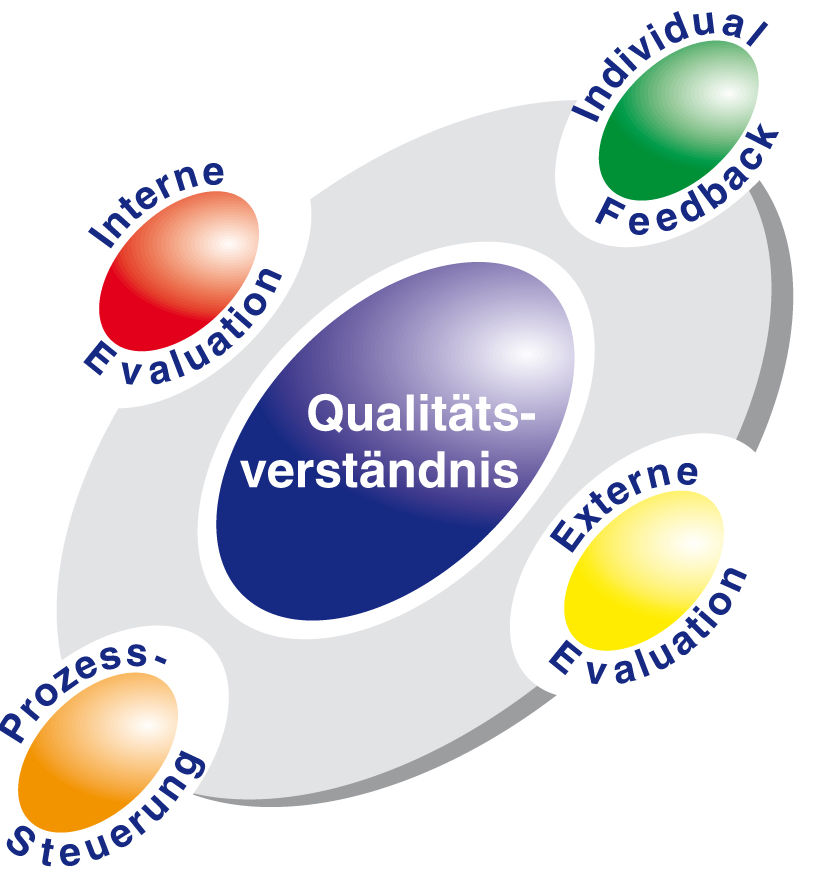 Individual
Feedback
Interne
Evaluation
Qualitäts-
verständnis
Externe
Evaluation
Prozess-
Steuerung